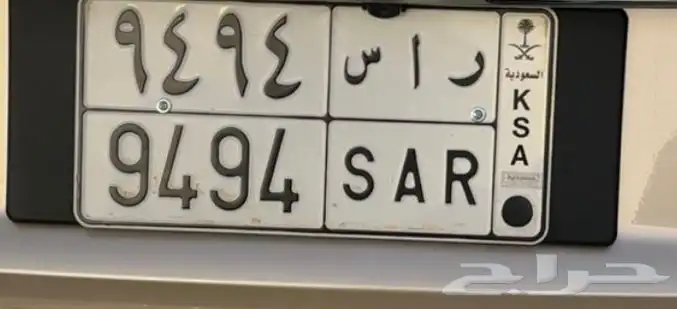 ٩٤٩٤ ر ا س
9494 SAR
السعودية
K
S
A
حراج